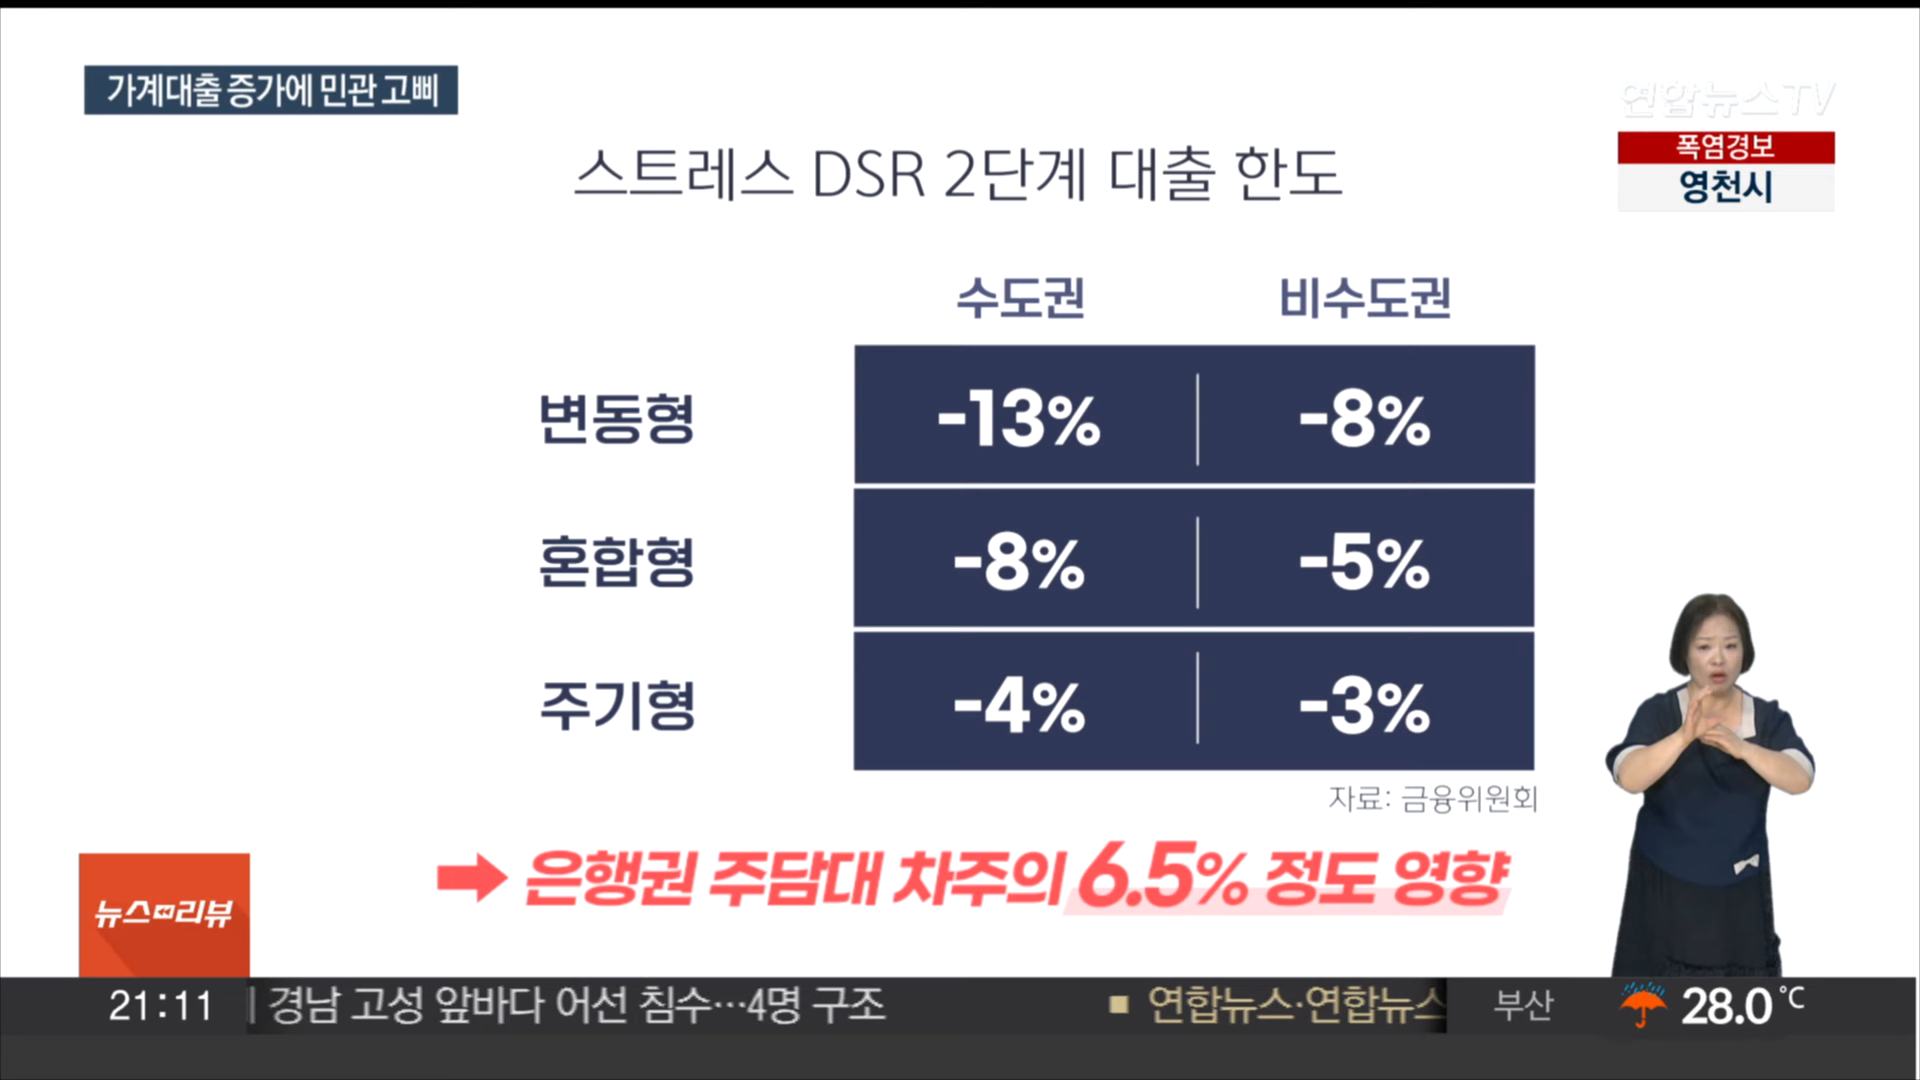 가계대출 증가에 민관 고삐
연합뉴스TV
폭염경보
영천시
스트레스 DSR 2단계 대출 한도
수도권 비수도권
변동형 -13% -8%
혼합형 -8% -5%
주기형 -4% -3%
자료: 금융위원회
➡ 은행권 주담대 차주의 6.5% 정도 영향
뉴스리뷰
21:11 경남 고성 앞바다 어선 침수…4명 구조 ■ 연합뉴스·연합뉴스 부산 28.0℃